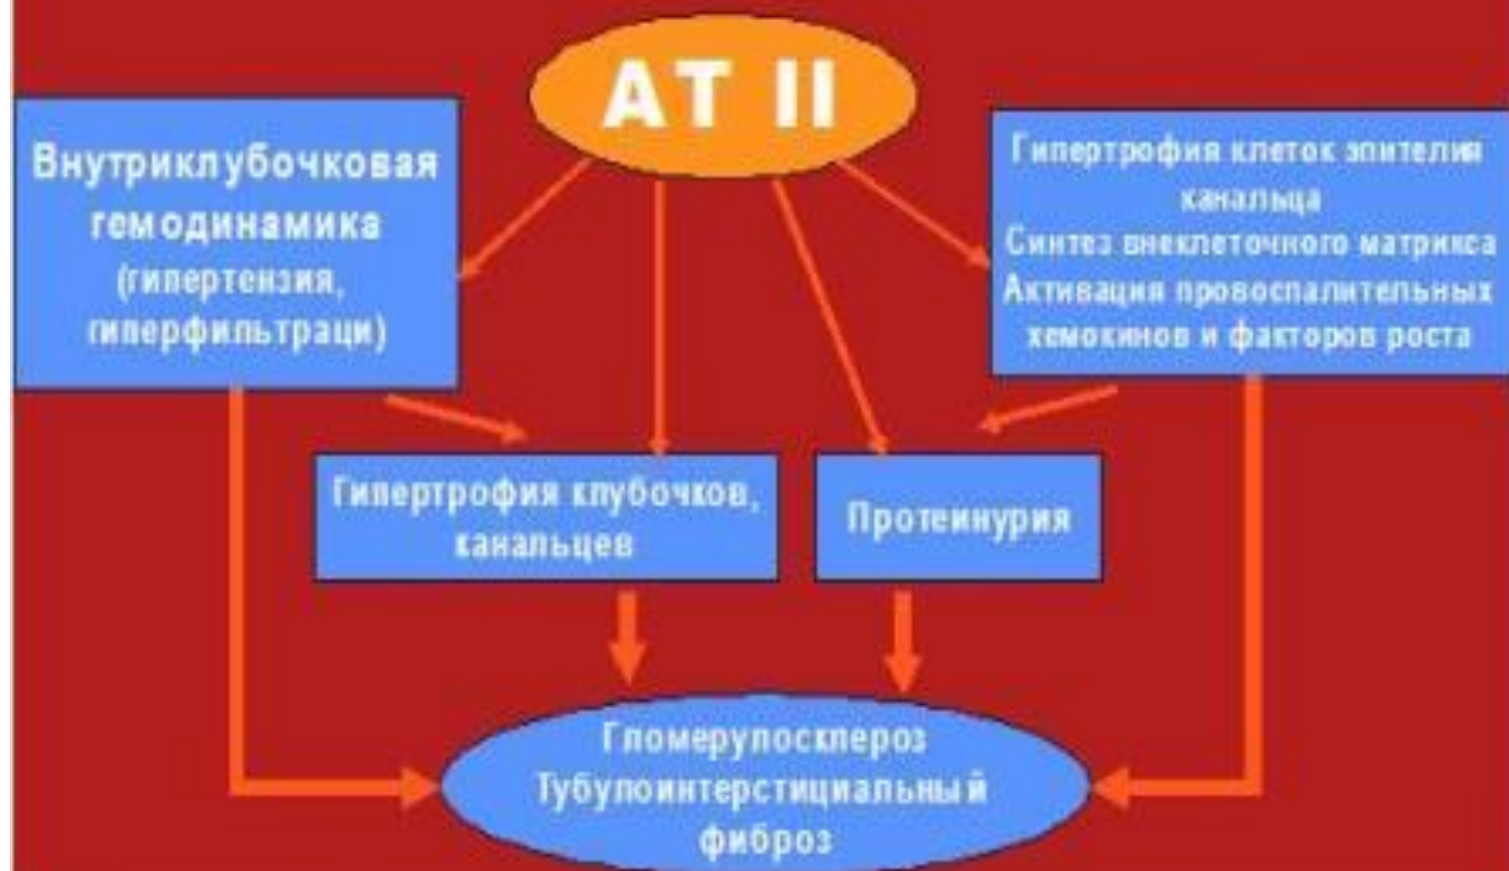 АТ II
Внутриклубочковая
гемодинамика
(гипертензия,
гиперфильтраци)
Гипертрофия клеток эпителия
канальца
Синтез внеклеточного матрикса
Активация провоспалительных
хемокинов и факторов роста
Гипертрофия клубочков,
канальцев
Протеинурия
Гломерулосклероз
Тубулоинтерстициальный
фиброз